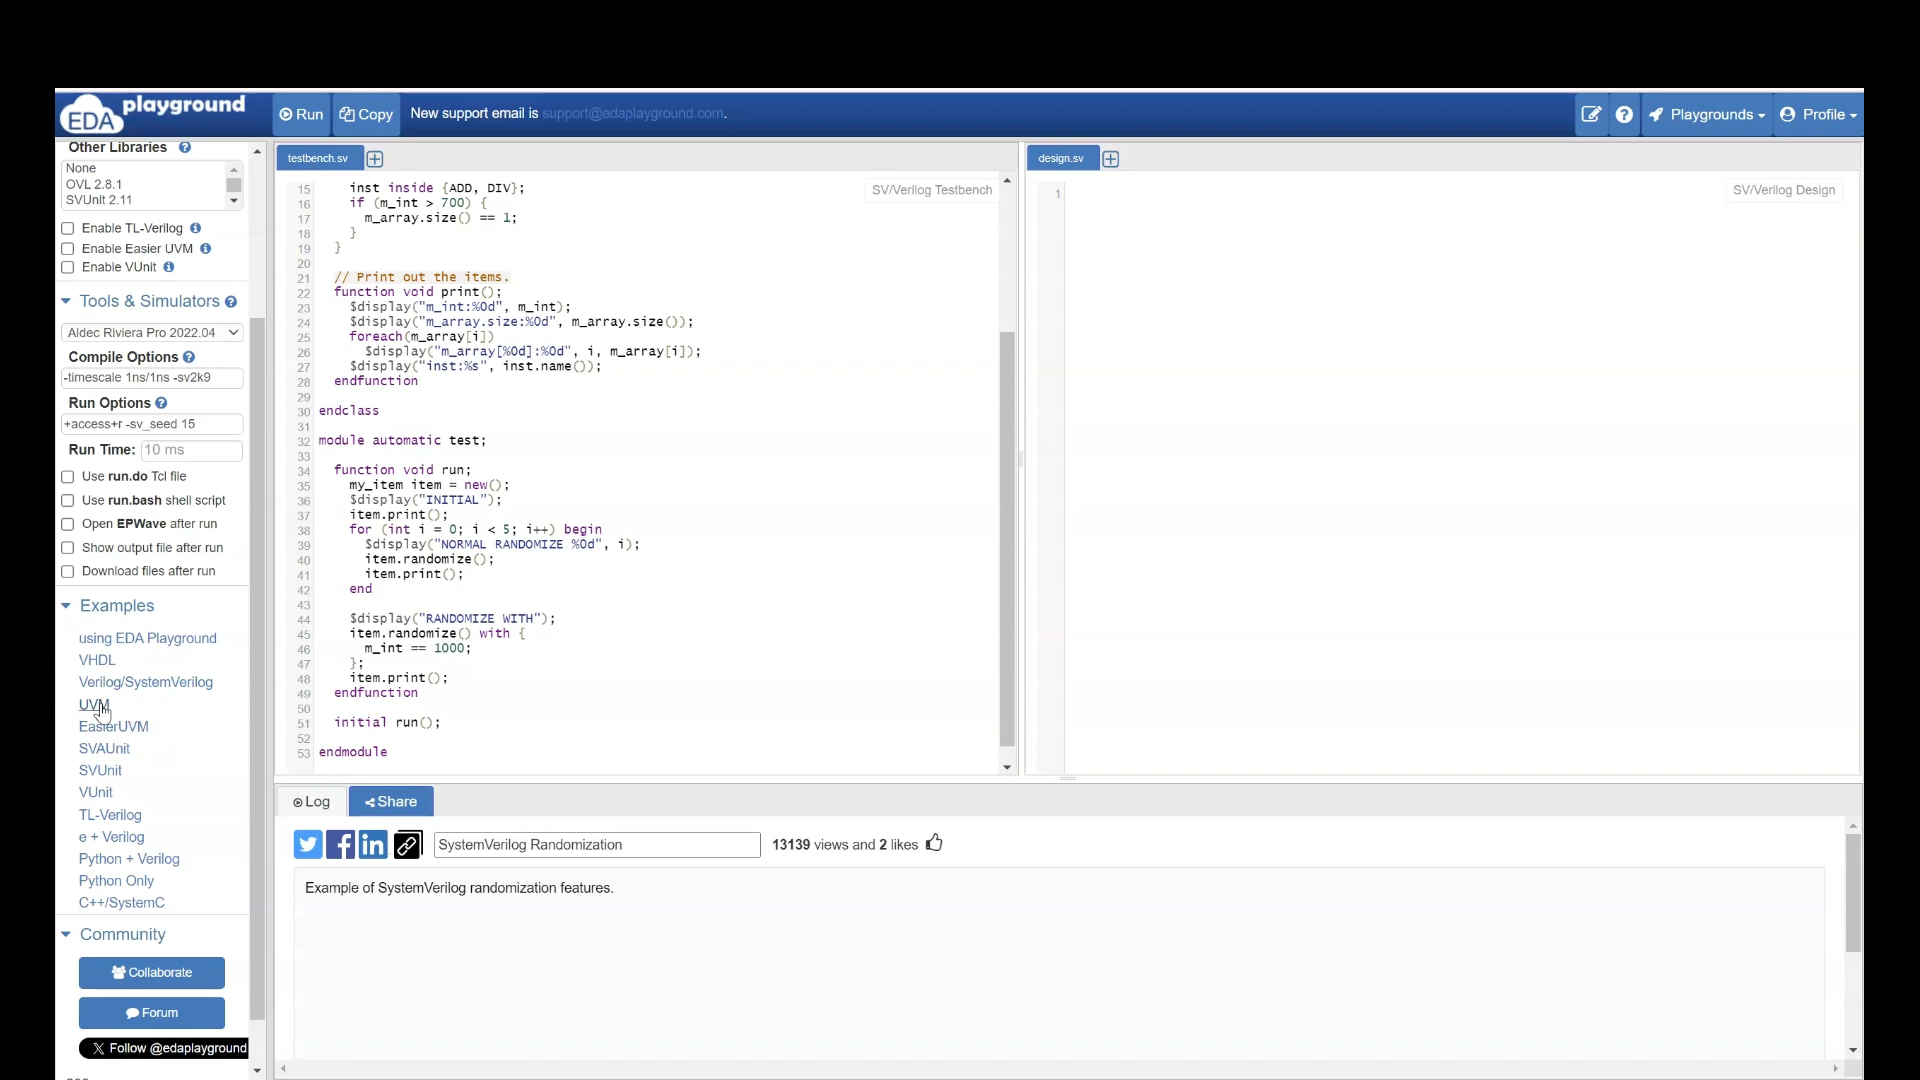 EDA playground
Run
Copy
New support email is support@edaplayground.com.
Playgrounds
Profile
Other Libraries
None
OVL 2.8.1
SVUnit 2.11
Enable TL-Verilog
Enable Easier UVM
Enable VUnit
Tools & Simulators
Aldec Riviera Pro 2022.04
Compile Options
-timescale 1ns/1ns -sv2k9
Run Options
+access+r -sv_seed 15
Run Time: 10 ms
Use run.do Tcl file
Use run.bash shell script
Open EPWave after run
Show output file after run
Download files after run
Examples
using EDA Playground
VHDL
Verilog/SystemVerilog
UVM
EasierUVM
SVAUnit
SVUnit
VUnit
TL-Verilog
e + Verilog
Python + Verilog
Python Only
C++/SystemC
Community
Collaborate
Forum
Follow @edaplayground
testbench.sv
SV/Verilog Testbench
15 inst inside {ADD, DIV};
16 if (m_int > 700) {
17 m_array.size() == 1;
18 }
19 }
20
21 // Print out the items.
22 function void print();
23 $display("m_int:%0d", m_int);
24 $display("m_array.size:%0d", m_array.size());
25 foreach(m_array[i])
26 $display("m_array[%0d]:%0d", i, m_array[i]);
27 $display("inst:%s", inst.name());
28 endfunction
29
30 endclass
31
32 module automatic test;
33
34 function void run;
35 my_item item = new();
36 $display("INITIAL");
37 item.print();
38 for (int i = 0; i < 5; i++) begin
39 $display("NORMAL RANDOMIZE %0d", i);
40 item.randomize();
41 item.print();
42 end
43
44 $display("RANDOMIZE WITH");
45 item.randomize() with {
46 m_int == 1000;
47 };
48 item.print();
49 endfunction
50
51 initial run();
52
53 endmodule
design.sv
1
SV/Verilog Design
Log
Share
SystemVerilog Randomization
13139 views and 2 likes
Example of SystemVerilog randomization features.